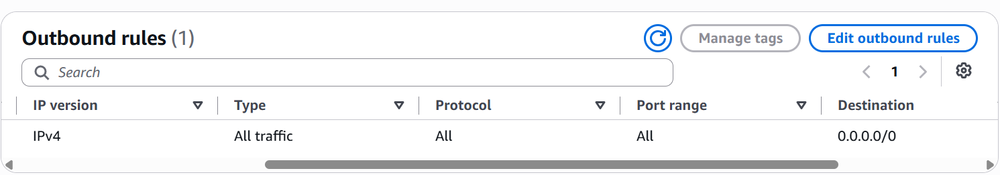 Outbound rules (1)
Manage tags
Edit outbound rules
Search
1
IP version Type Protocol Port range Destination
IPv4 All traffic All All 0.0.0.0/0